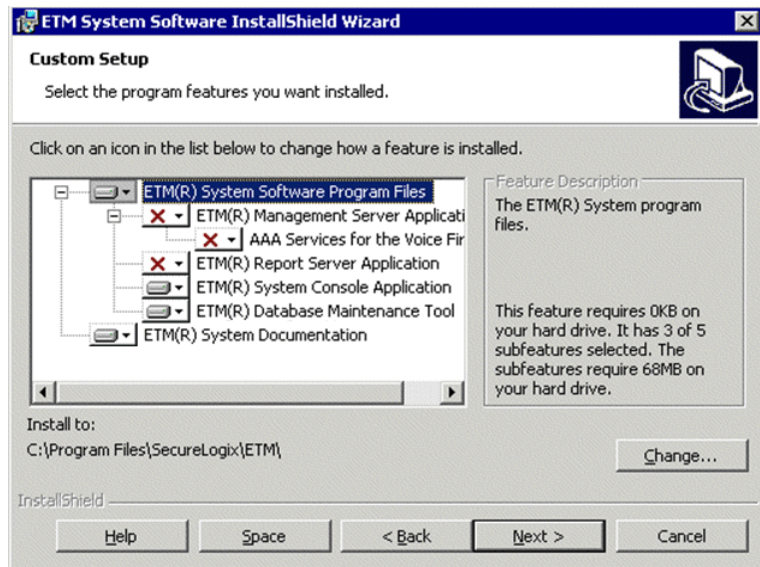 ETM System Software InstallShield Wizard
Custom Setup
Select the program features you want installed.
Click on an icon in the list below to change how a feature is installed.
ETM(R) System Software Program Files
ETM(R) Management Server Applicati
AAA Services for the Voice Fir
ETM(R) Report Server Application
ETM(R) System Console Application
ETM(R) Database Maintenance Tool
ETM(R) System Documentation
Feature Description
The ETM(R) System program
files.
This feature requires 0KB on
your hard drive. It has 3 of 5
subfeatures selected. The
subfeatures require 68MB on
your hard drive.
Install to:
C:\Program Files\SecureLogix\ETM\
Change...
InstallShield
Help
Space
< Back
Next >
Cancel